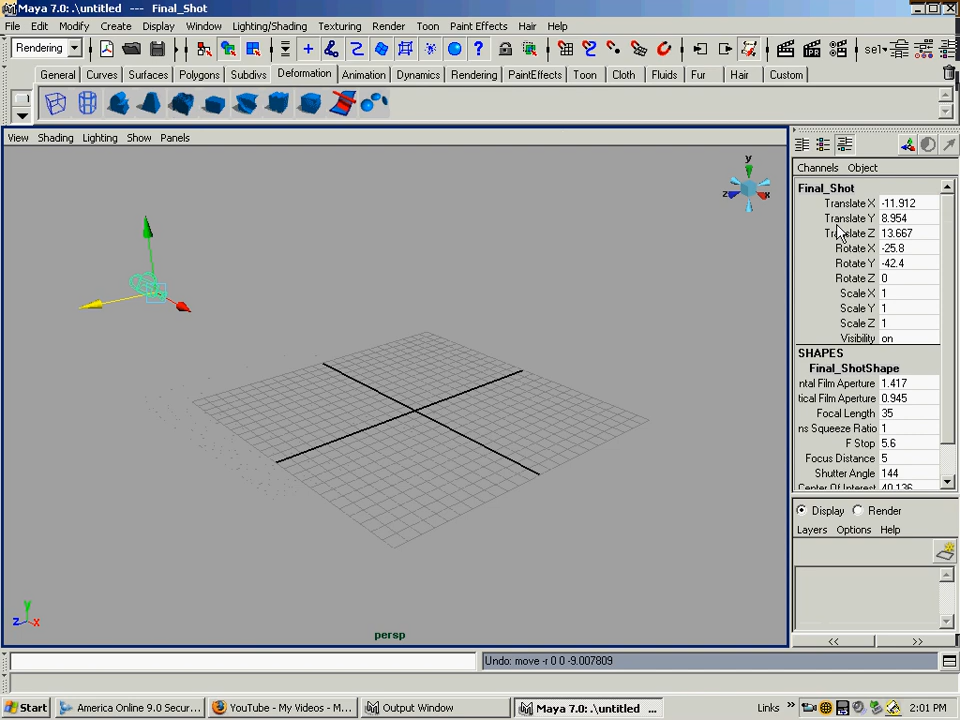 Maya 7.0: .\untitled --- Final_Shot
File Edit Modify Create Display Window Lighting/Shading Texturing Render Toon Paint Effects Hair Help
Rendering
sel
General Curves Surfaces Polygons Subdivs Deformation Animation Dynamics Rendering PaintEffects Toon Cloth Fluids Fur Hair Custom
View Shading Lighting Show Panels
Channels Object
Final_Shot
Translate X -11.912
Translate Y 8.954
Translate Z 13.667
Rotate X -25.8
Rotate Y -42.4
Rotate Z 0
Scale X 1
Scale Y 1
Scale Z 1
Visibility on
SHAPES
Final_ShotShape
ntal Film Aperture 1.417
tical Film Aperture 0.945
Focal Length 35
ns Squeeze Ratio 1
F Stop 5.6
Focus Distance 5
Shutter Angle 144
Center Of Interest 40.136
Display Render
Layers Options Help
<< >>
y
z x
y
z x
persp
Undo: move -r 0 0 -9.007809
Start America Online 9.0 Secur... YouTube - My Videos - M... Output Window Maya 7.0: .\untitled ... Links » 2:01 PM